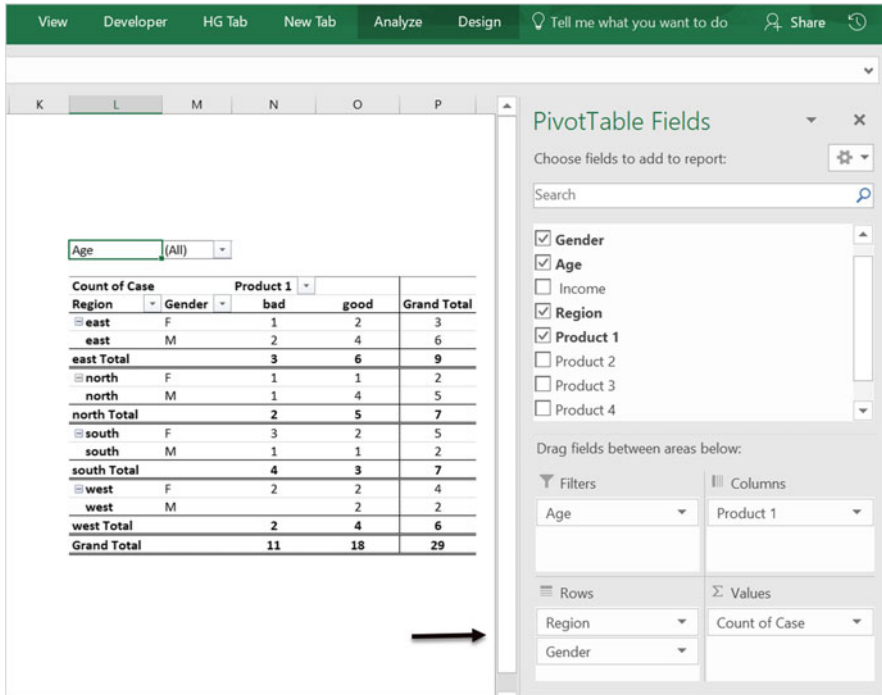 View Developer HG Tab New Tab Analyze Design Tell me what you want to do Share
K L M N O P
Age (All)
Count of Case Product 1
Region Gender bad good Grand Total
east F 1 2 3
east M 2 4 6
east Total 3 6 9
north F 1 1 2
north M 1 4 5
north Total 2 5 7
south F 3 2 5
south M 1 1 2
south Total 4 3 7
west F 2 2 4
west M 2 2
west Total 2 4 6
Grand Total 11 18 29
PivotTable Fields
Choose fields to add to report:
Search
Gender
Age
Income
Region
Product 1
Product 2
Product 3
Product 4
Drag fields between areas below:
Filters
Age
Columns
Product 1
Rows
Region
Gender
Σ Values
Count of Case